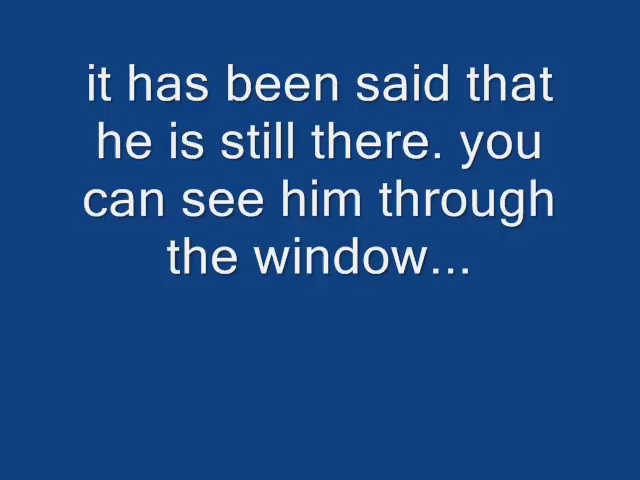 it has been said that
he is still there. you
can see him through
the window...